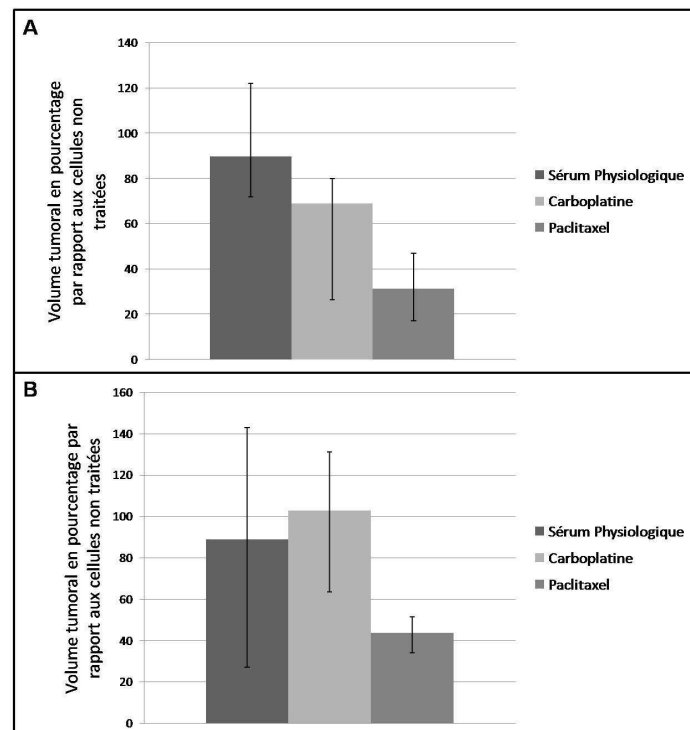 A
Volume tumoral en pourcentage
par rapport aux cellules non
traitées
140
120
100
80
60
40
20
0
Sérum Physiologique
Carboplatine
Paclitaxel
B
Volume tumoral en pourcentage par
rapport aux cellules non traitées
160
140
120
100
80
60
40
20
0
Sérum Physiologique
Carboplatine
Paclitaxel